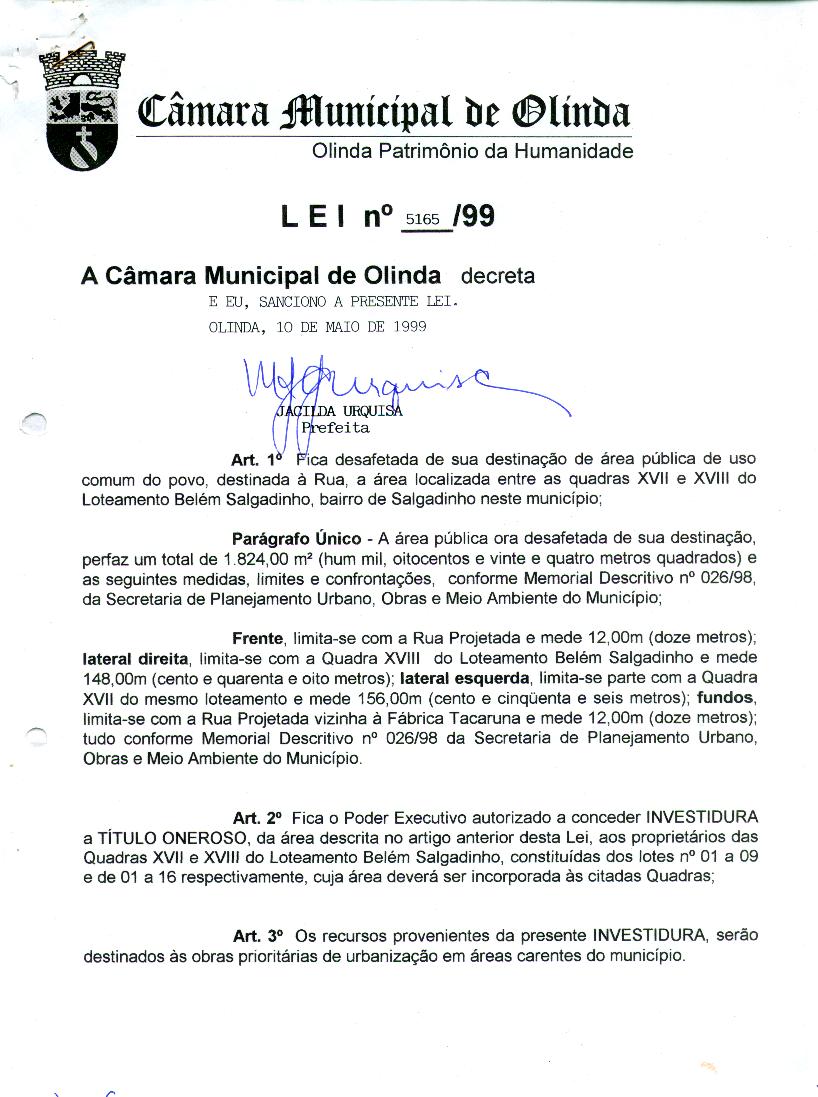 Câmara Municipal de Olinda
Olinda Patrimônio da Humanidade
LEI nº 5165/99
A Câmara Municipal de Olinda decreta
E EU, SANCIONO A PRESENTE LEI.
OLINDA, 10 DE MAIO DE 1999
JACILDA URQUISA
Prefeita
Art. 1º Fica desafetada de sua destinação de área pública de uso
comum do povo, destinada à Rua, a área localizada entre as quadras XVII e XVIII do
Loteamento Belém Salgadinho, bairro de Salgadinho neste município;
Parágrafo Único - A área pública ora desafetada de sua destinação,
perfaz um total de 1.824,00 m² (hum mil, oitocentos e vinte e quatro metros quadrados) e
as seguintes medidas, limites e confrontações, conforme Memorial Descritivo nº 026/98,
da Secretaria de Planejamento Urbano, Obras e Meio Ambiente do Município;
Frente, limita-se com a Rua Projetada e mede 12,00m (doze metros);
lateral direita, limita-se com a Quadra XVIII do Loteamento Belém Salgadinho e mede
148,00m (cento e quarenta e oito metros); lateral esquerda, limita-se parte com a Quadra
XVII do mesmo loteamento e mede 156,00m (cento e cinqüenta e seis metros); fundos,
limita-se com a Rua Projetada vizinha à Fábrica Tacaruna e mede 12,00m (doze metros);
tudo conforme Memorial Descritivo nº 026/98 da Secretaria de Planejamento Urbano,
Obras e Meio Ambiente do Município.
Art. 2º Fica o Poder Executivo autorizado a conceder INVESTIDURA
a TÍTULO ONEROSO, da área descrita no artigo anterior desta Lei, aos proprietários das
Quadras XVII e XVIII do Loteamento Belém Salgadinho, constituídas dos lotes nº 01 a 09
e de 01 a 16 respectivamente, cuja área deverá ser incorporada às citadas Quadras;
Art. 3º Os recursos provenientes da presente INVESTIDURA, serão
destinados às obras prioritárias de urbanização em áreas carentes do município.